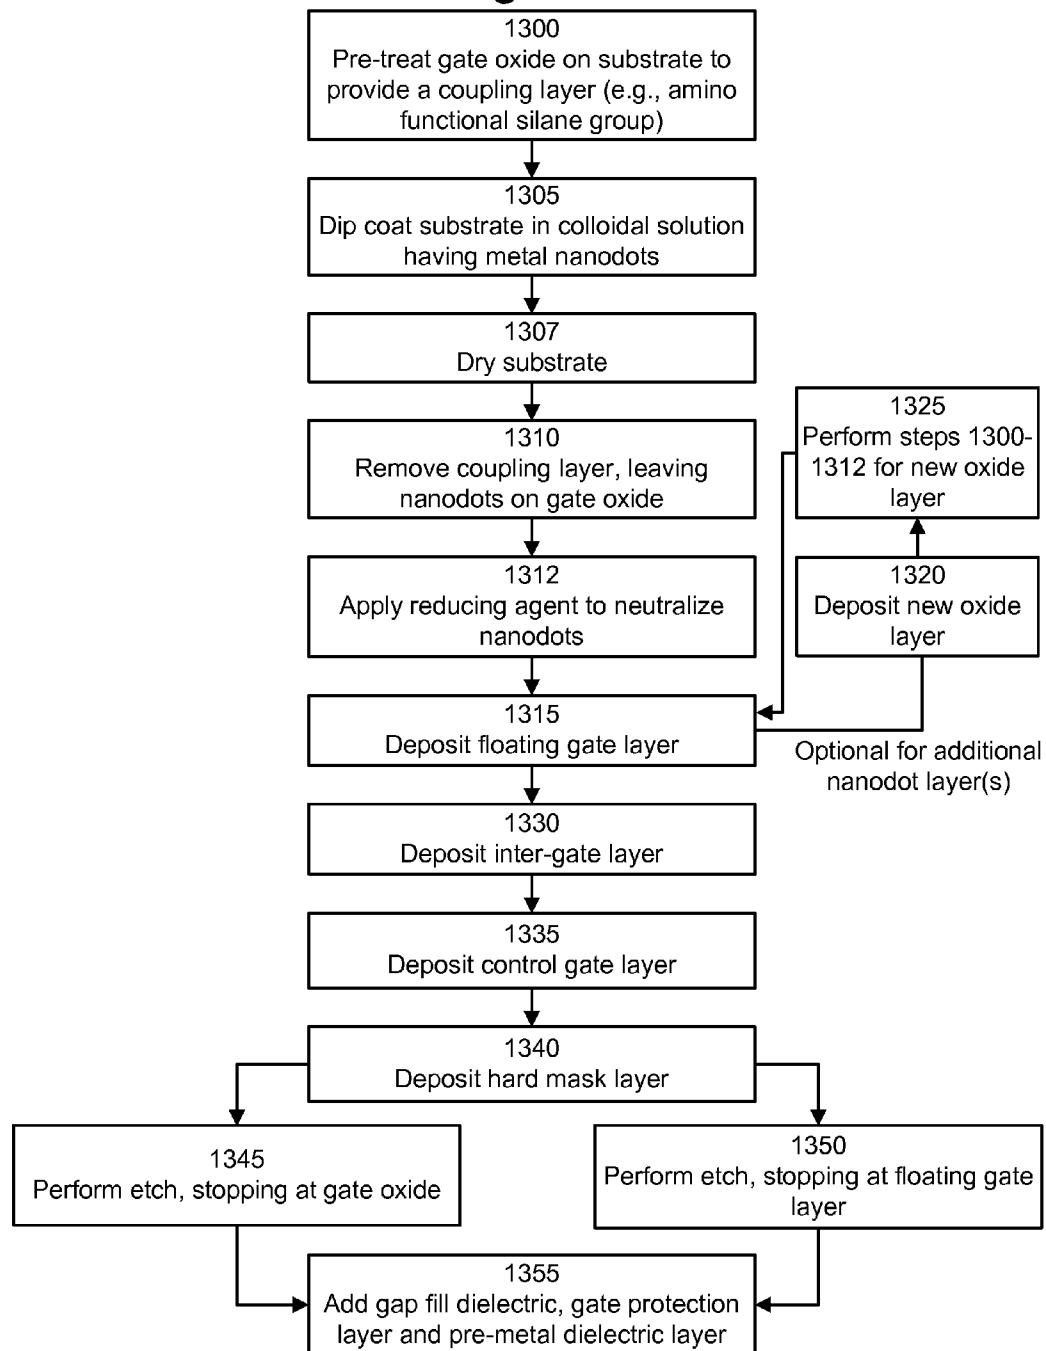 1300
Pre-treat gate oxide on substrate to
provide a coupling layer (e.g., amino
functional silane group)
1305
Dip coat substrate in colloidal solution
having metal nanodots
1307
Dry substrate
1310
Remove coupling layer, leaving
nanodots on gate oxide
1325
Perform steps 1300-
1312 for new oxide
layer
1312
Apply reducing agent to neutralize
nanodots
1320
Deposit new oxide
layer
1315
Deposit floating gate layer
Optional for additional
nanodot layer(s)
1330
Deposit inter-gate layer
1335
Deposit control gate layer
1340
Deposit hard mask layer
1345
Perform etch, stopping at gate oxide
1350
Perform etch, stopping at floating gate
layer
1355
Add gap fill dielectric, gate protection
layer and pre-metal dielectric layer